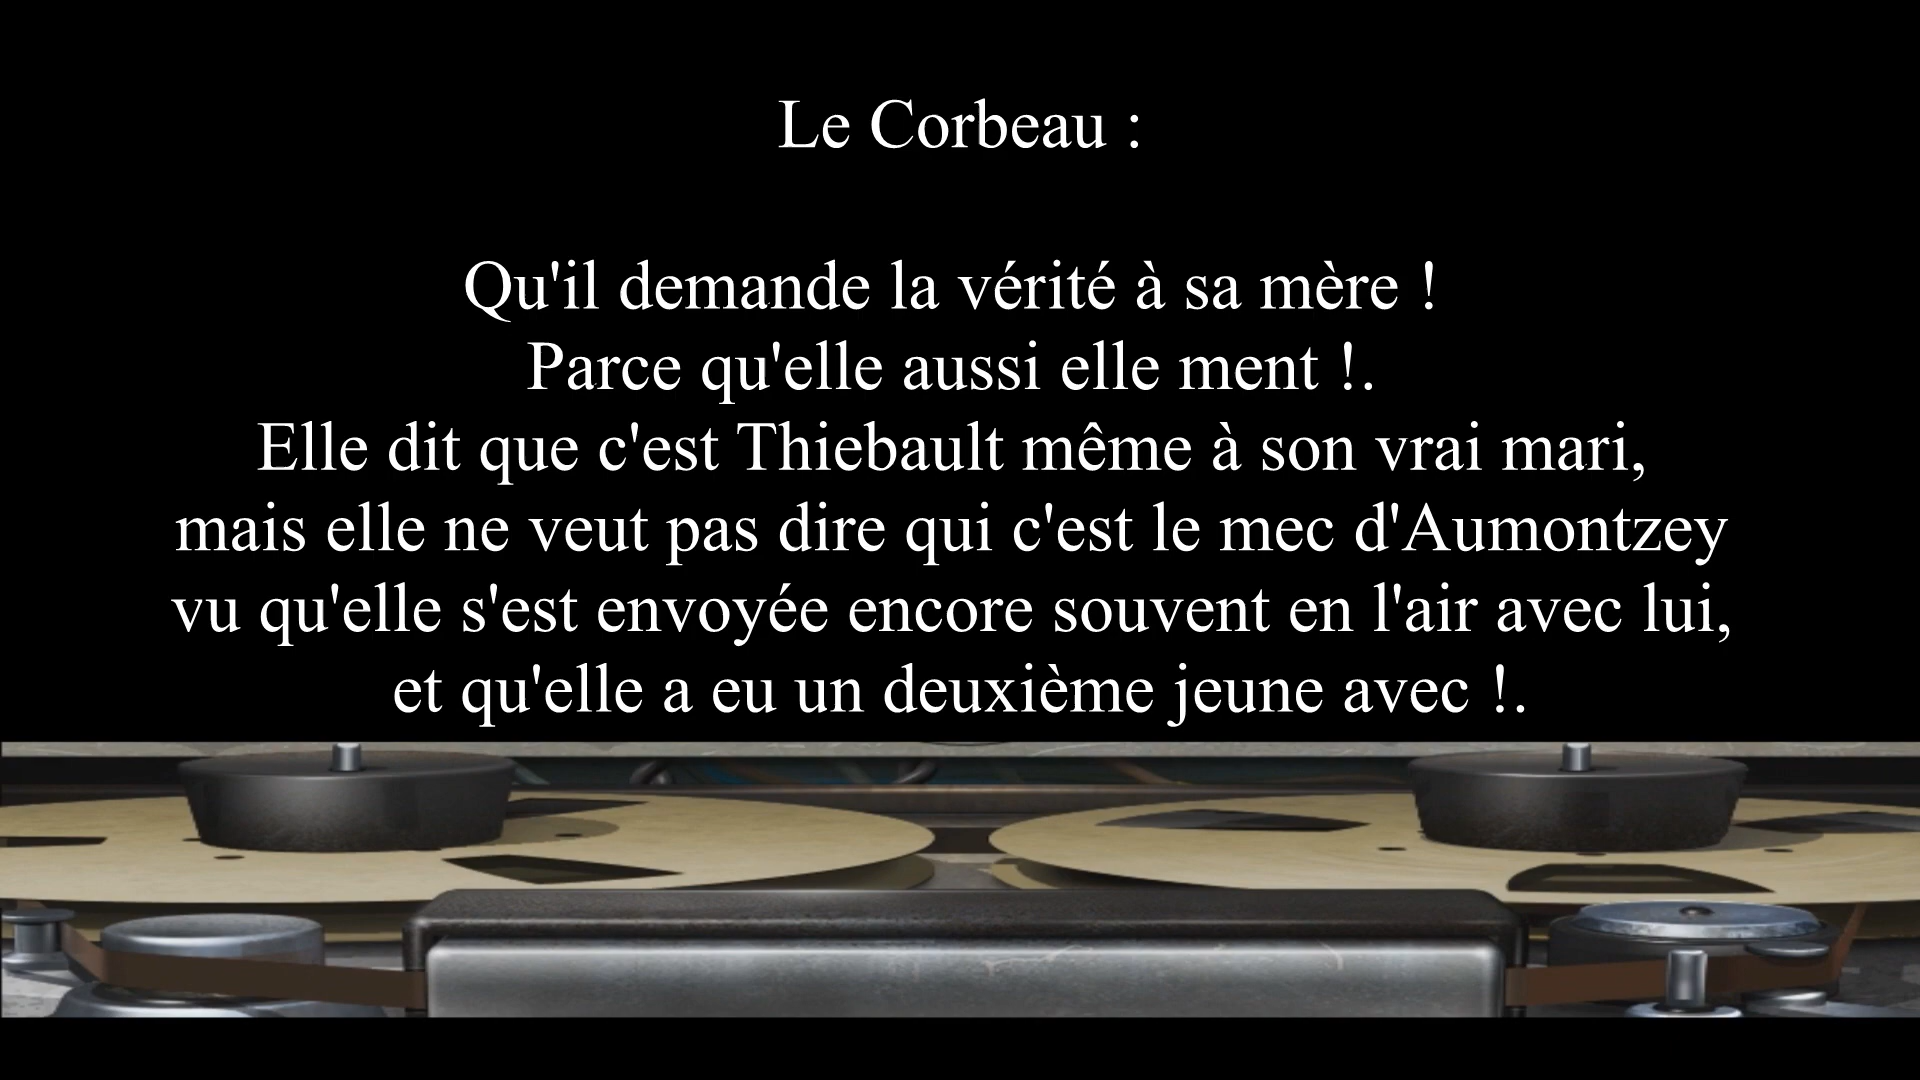 Le Corbeau :
Qu'il demande la vérité à sa mère !
Parce qu'elle aussi elle ment !.
Elle dit que c'est Thiebault même à son vrai mari,
mais elle ne veut pas dire qui c'est le mec d'Aumontzey
vu qu'elle s'est envoyée encore souvent en l'air avec lui,
et qu'elle a eu un deuxième jeune avec !.